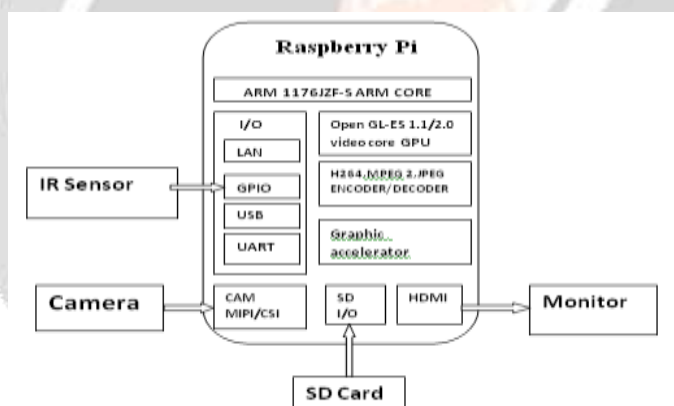 Raspberry Pi
ARM 1176JZF-S ARM CORE
I/O
LAN
GPIO
USB
UART
Open GL-ES 1.1/2.0
video core GPU
H264,MPEG 2,JPEG
ENCODER/DECODER
Graphic
accelerator
IR Sensor
Camera
CAM
MIPI/CSI
SD
I/O
HDMI
Monitor
SD Card